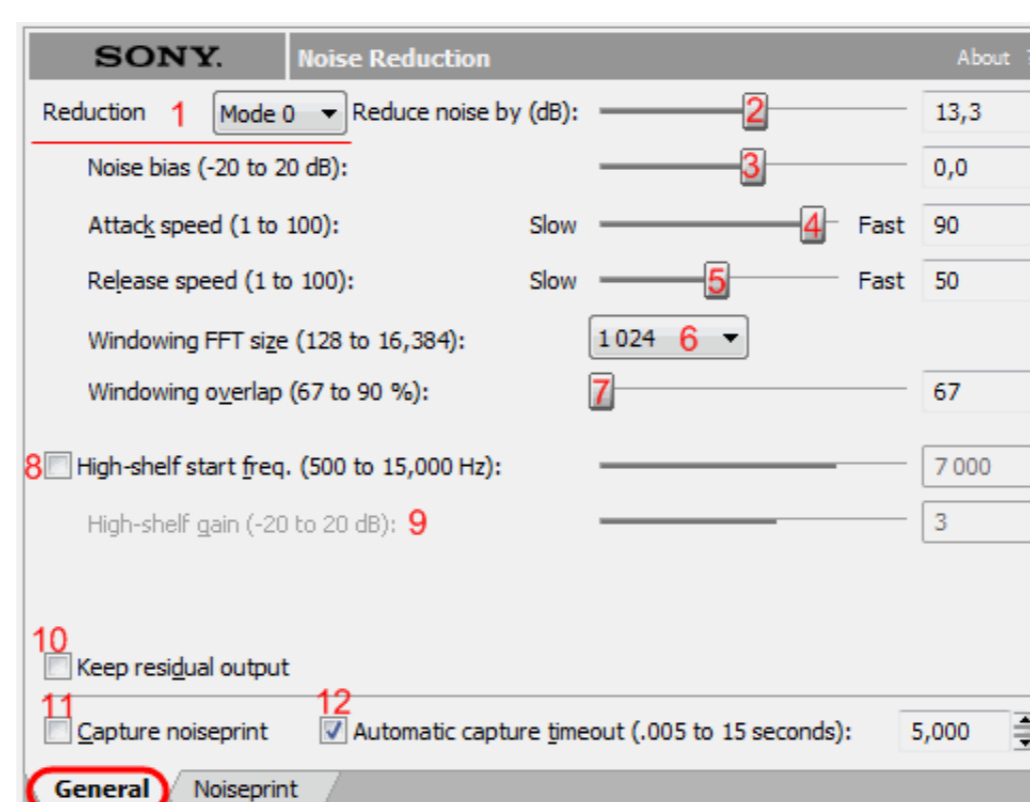 SONY. Noise Reduction About ?
Reduction 1 Mode 0 Reduce noise by (dB): 2 13,3
Noise bias (-20 to 20 dB): 3 0,0
Attack speed (1 to 100): Slow 4 Fast 90
Release speed (1 to 100): Slow 5 Fast 50
Windowing FFT size (128 to 16,384): 1 024 6
Windowing overlap (67 to 90 %): 7 67
8 High-shelf start freq. (500 to 15,000 Hz): 7 000
High-shelf gain (-20 to 20 dB): 9 3
10
Keep residual output
11 12
Capture noiseprint Automatic capture timeout (.005 to 15 seconds): 5,000
General Noiseprint